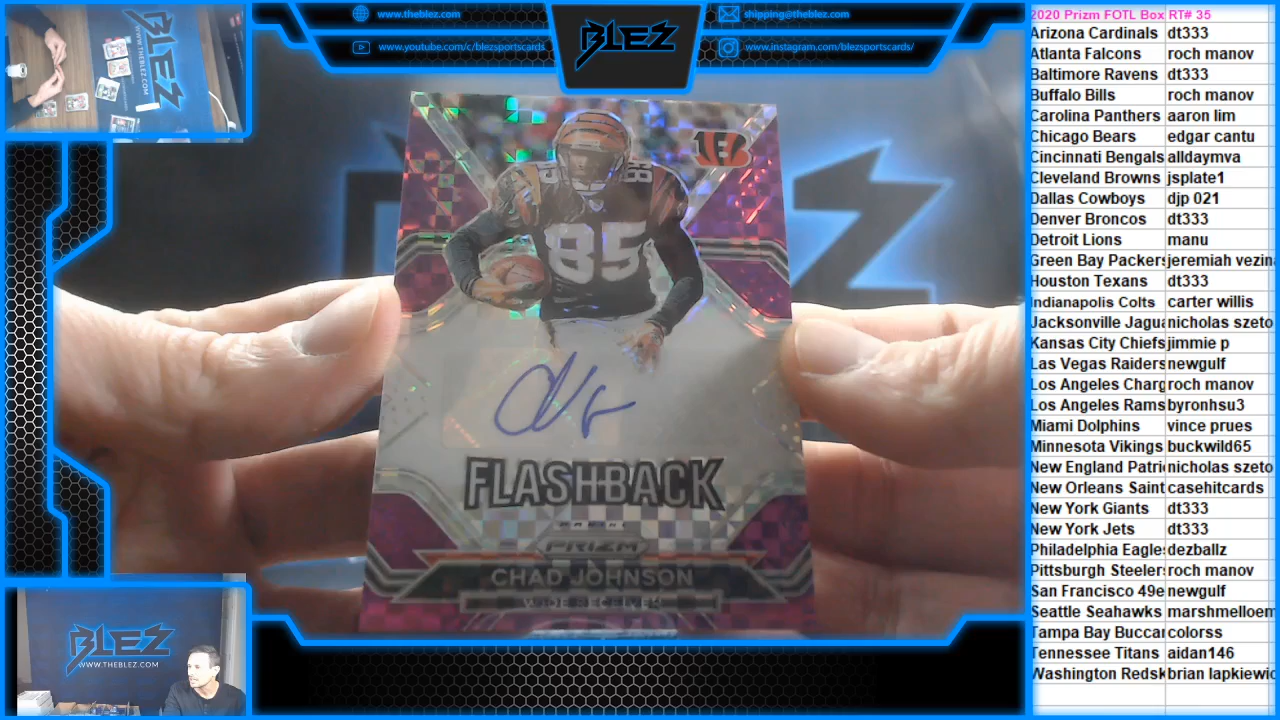 www.theblez.com
www.youtube.com/c/blezsportscards
BLEZ
shipping@theblez.com
www.instagram.com/blezsportscards/
BLEZ
WWW.THEBLEZ.COM
85
B
FLASHBACK
PANINI
PRIZM
CHAD JOHNSON
WIDE RECEIVER
BLEZ
WWW.THEBLEZ.COM
2020 Prizm FOTL Box RT# 35
Arizona Cardinals dt333
Atlanta Falcons roch manov
Baltimore Ravens dt333
Buffalo Bills roch manov
Carolina Panthers aaron lim
Chicago Bears edgar cantu
Cincinnati Bengals alldaymva
Cleveland Browns jsplate1
Dallas Cowboys djp 021
Denver Broncos dt333
Detroit Lions manu
Green Bay Packers jeremiah vezina
Houston Texans dt333
Indianapolis Colts carter willis
Jacksonville Jagua nicholas szeto
Kansas City Chiefs jimmie p
Las Vegas Raiders newgulf
Los Angeles Charg roch manov
Los Angeles Rams byronhsu3
Miami Dolphins vince prues
Minnesota Vikings buckwild65
New England Patri nicholas szeto
New Orleans Saint casehitcards
New York Giants dt333
New York Jets dt333
Philadelphia Eagle dezballz
Pittsburgh Steeler roch manov
San Francisco 49e newgulf
Seattle Seahawks marshmelloem
Tampa Bay Bucca colorss
Tennessee Titans aidan146
Washington Redsk brian lapkiewic